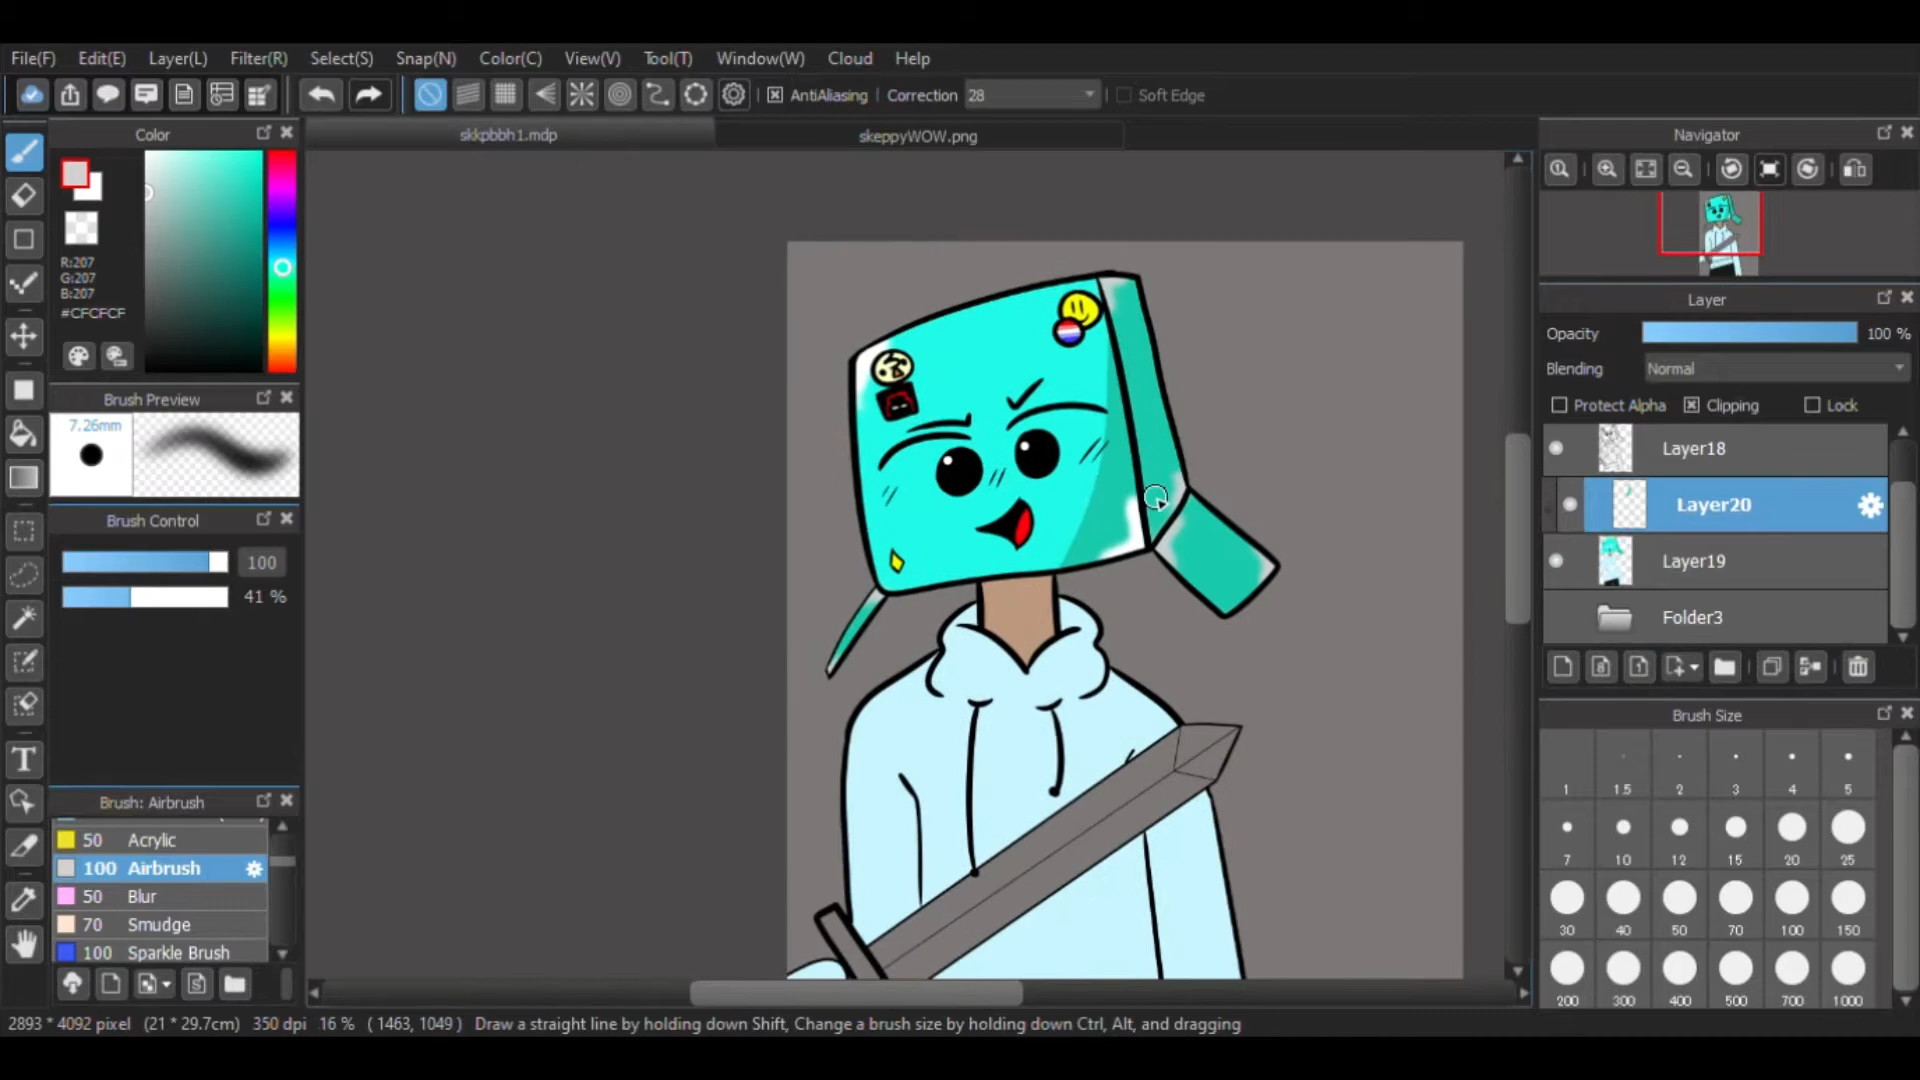 File(F) Edit(E) Layer(L) Filter(R) Select(S) Snap(N) Color(C) View(V) Tool(T) Window(W) Cloud Help
AntiAliasing Correction 28 Soft Edge
Color
skkpbbh1.mdp
skeppyWOW.png
Navigator
R:207
G:207
B:207
#CFCFCF
Brush Preview
7.26mm
Brush Control
100
41 %
Brush: Airbrush
50 Acrylic
100 Airbrush
50 Blur
70 Smudge
100 Sparkle Brush
Layer
Opacity 100 %
Blending Normal
Protect Alpha Clipping Lock
Layer18
Layer20
Layer19
Folder3
Brush Size
1 1.5 2 3 4 5
7 10 12 15 20 25
30 40 50 70 100 150
200 300 400 500 700 1000
2893 * 4092 pixel (21 * 29.7cm) 350 dpi 16 % ( 1463, 1049 ) Draw a straight line by holding down Shift, Change a brush size by holding down Ctrl, Alt, and dragging